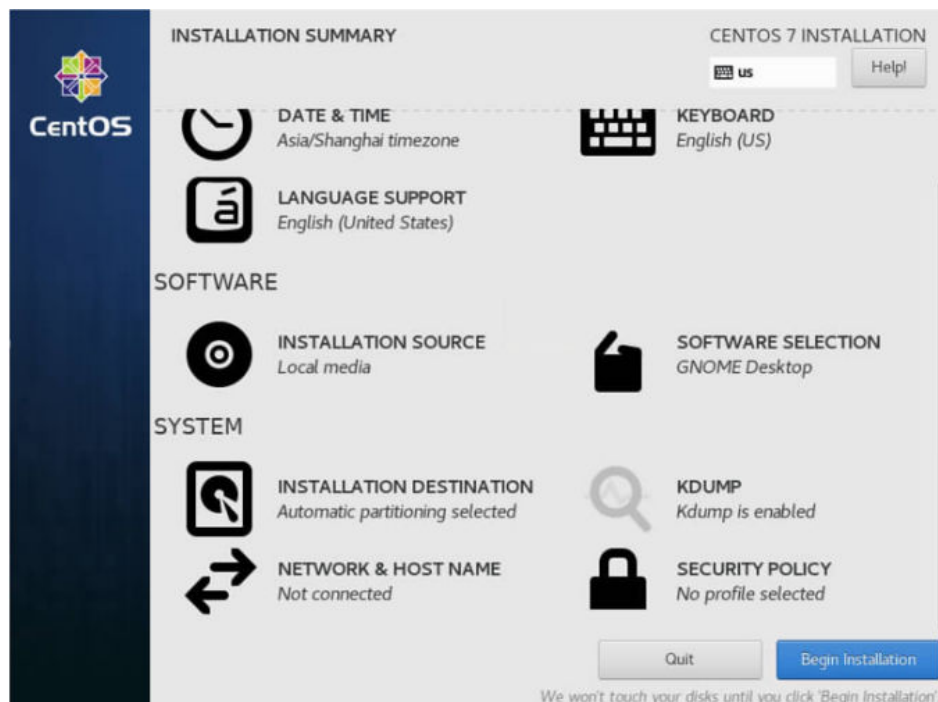 INSTALLATION SUMMARY
CENTOS 7 INSTALLATION
us
Help!
CentOS
DATE & TIME
Asia/Shanghai timezone
KEYBOARD
English (US)
á
LANGUAGE SUPPORT
English (United States)
SOFTWARE
INSTALLATION SOURCE
Local media
SOFTWARE SELECTION
GNOME Desktop
SYSTEM
INSTALLATION DESTINATION
Automatic partitioning selected
KDUMP
Kdump is enabled
NETWORK & HOST NAME
Not connected
SECURITY POLICY
No profile selected
Quit
Begin Installation
We won't touch your disks until you click 'Begin Installation'.